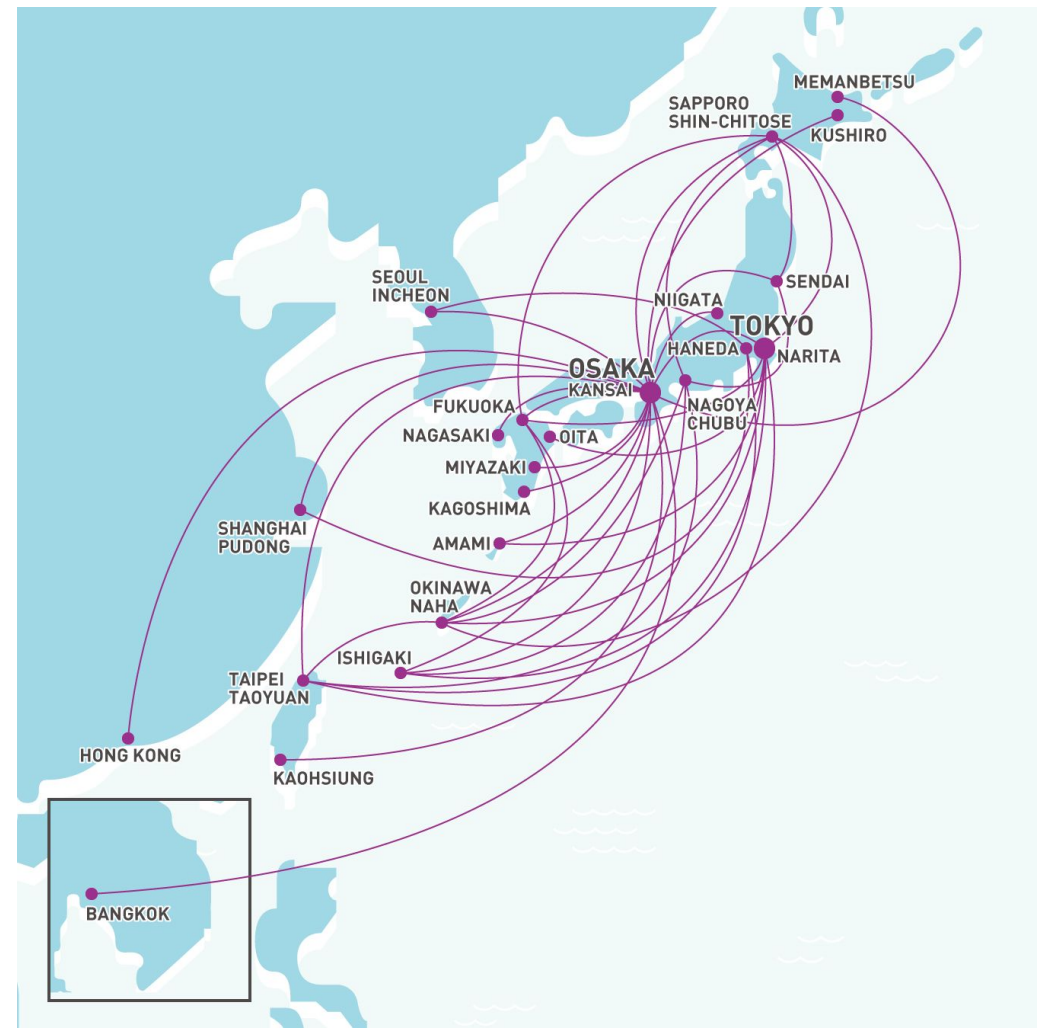 MEMANBETSU
SAPPORO
SHIN-CHITOSE
KUSHIRO
SEOUL
INCHEON
SENDAI
NIIGATA
TOKYO
HANEDA
NARITA
OSAKA
KANSAI
FUKUOKA
NAGOYA
CHUBU
NAGASAKI
OITA
MIYAZAKI
KAGOSHIMA
SHANGHAI
PUDONG
AMAMI
OKINAWA
NAHA
ISHIGAKI
TAIPEI
TAOYUAN
HONG KONG
KAOHSIUNG
BANGKOK